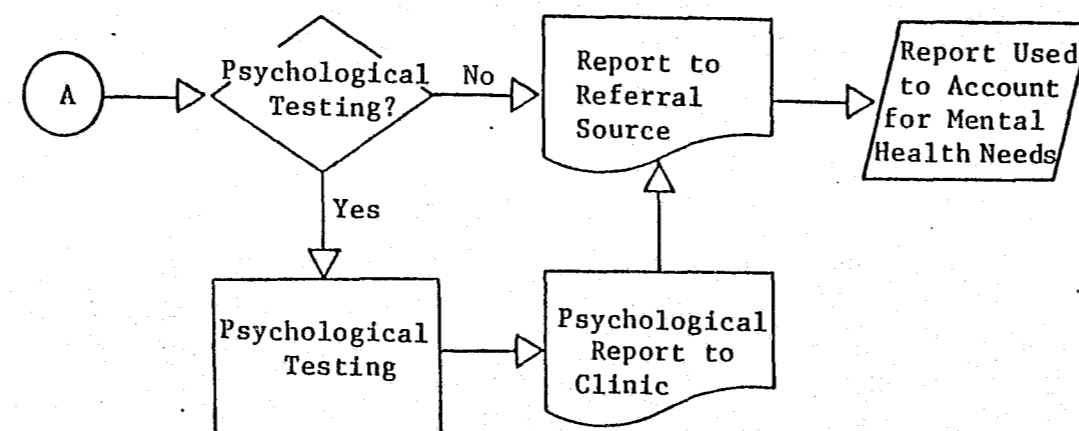 A
Psychological
Testing?
No
Yes
Report to
Referral
Source
Report Used
to Account
for Mental
Health Needs
Psychological
Testing
Psychological
Report to
Clinic